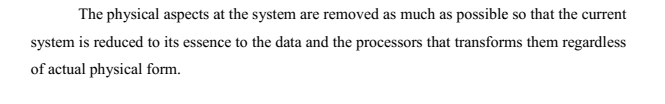 The physical aspects at the system are removed as much as possible so that the current
system is reduced to its essence to the data and the processors that transforms them regardless
of actual physical form.